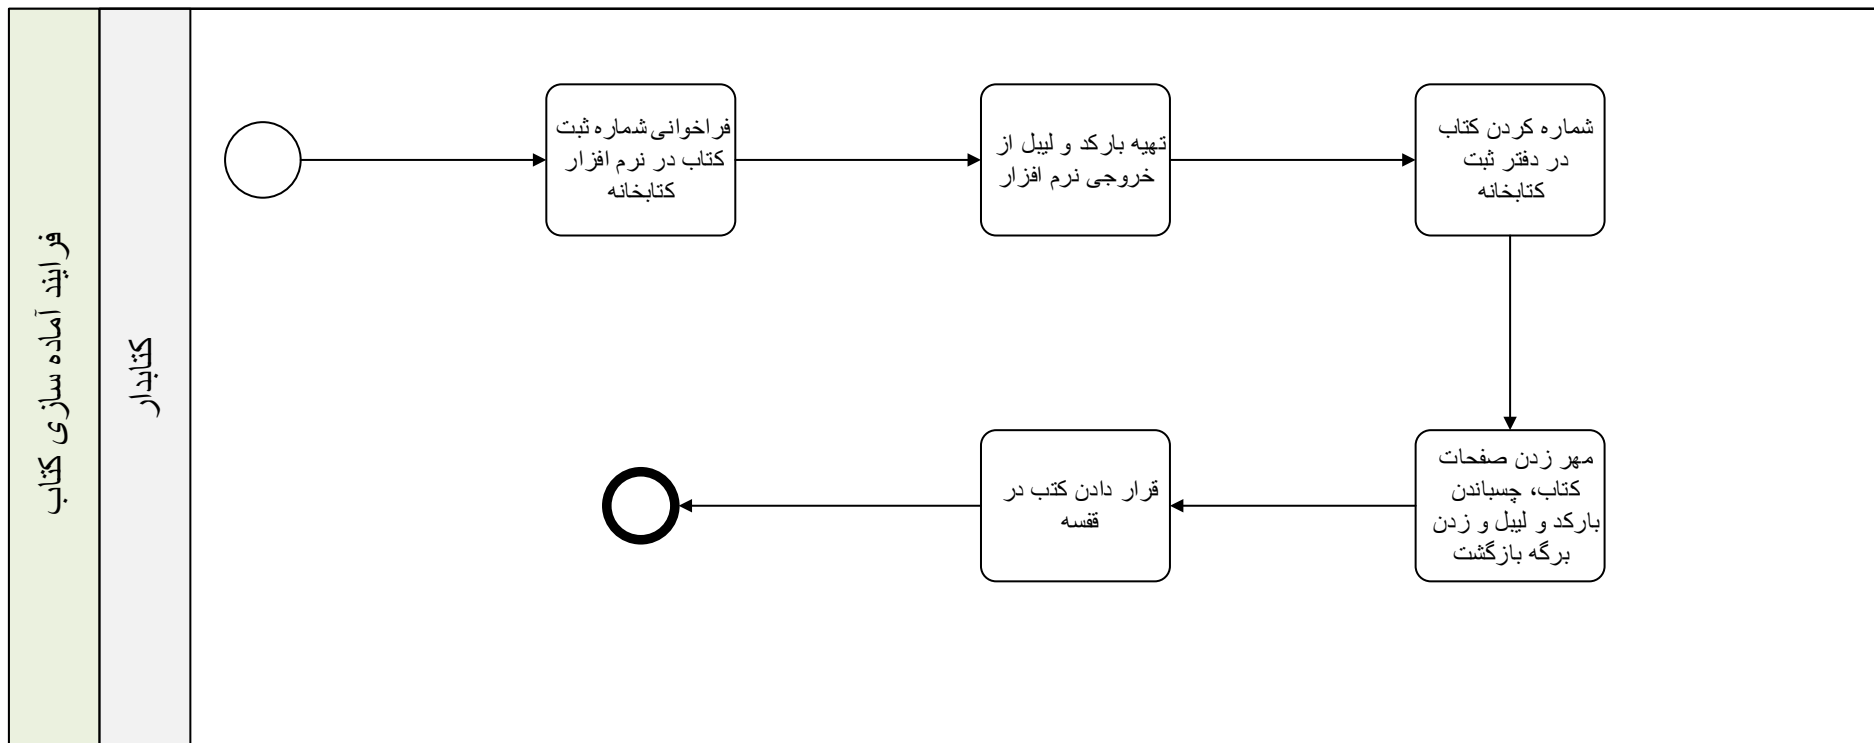 فرایند آماده سازی کتاب
کتابدار
فراخوانی شماره ثبت
کتاب در نرم افزار
کتابخانه
تهیه بارکد و لیبل از
خروجی نرم افزار
شماره کردن کتاب
در دفتر ثبت
کتابخانه
مهر زدن صفحات
کتاب، چسباندن
بارکد و لیبل و زدن
برگه بازگشت
قرار دادن کتب در
قفسه